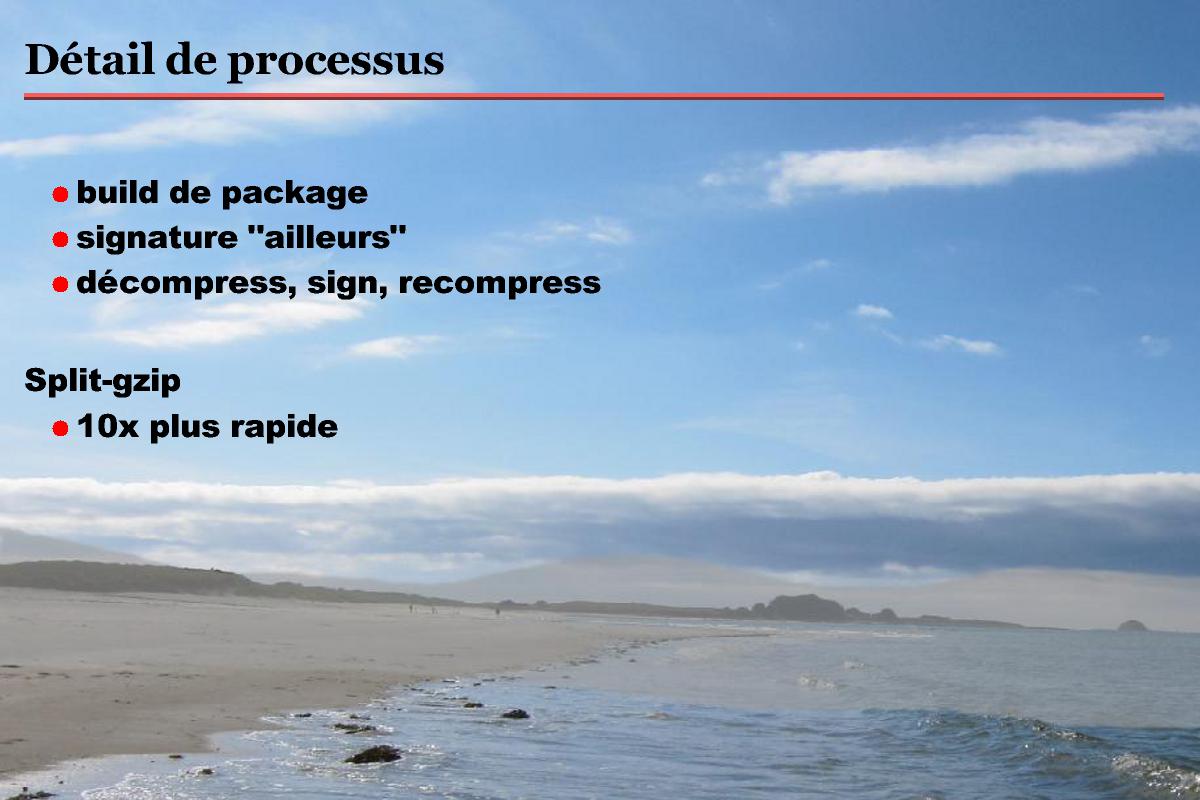 Détail de processus
build de package
signature "ailleurs"
décompress, sign, recompress
Split-gzip
10x plus rapide